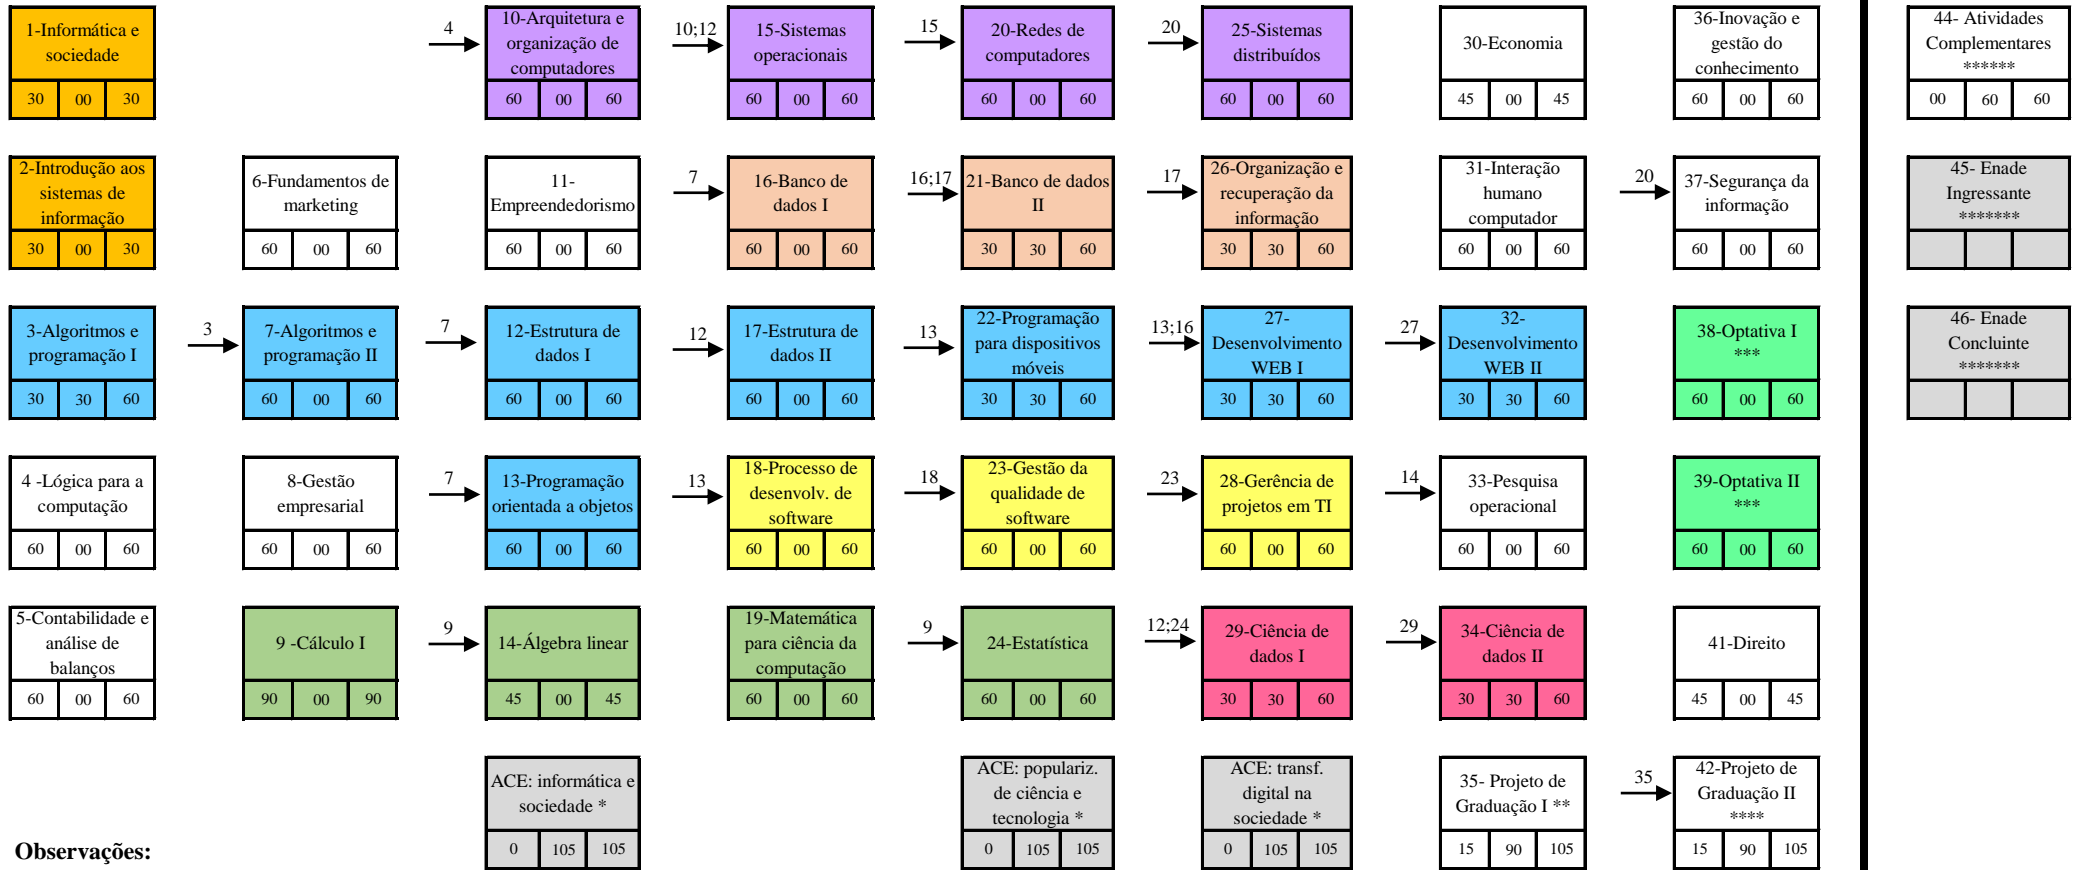 1-Informática e
sociedade
30 00 30
4
10-Arquitetura e
organização de
computadores
60 00 60
10;12
15-Sistemas
operacionais
60 00 60
15
20-Redes de
computadores
60 00 60
20
25-Sistemas
distribuídos
60 00 60
30-Economia
45 00 45
36-Inovação e
gestão do
conhecimento
60 00 60
44- Atividades
Complementares
******
00 60 60
2-Introdução aos
sistemas de
informação
30 00 30
6-Fundamentos de
marketing
60 00 60
11-
Empreendedorismo
60 00 60
7
16-Banco de
dados I
60 00 60
16;17
21-Banco de dados
II
30 30 60
17
26-Organização e
recuperação da
informação
30 30 60
31-Interação
humano
computador
60 00 60
20
37-Segurança da
informação
60 00 60
45- Enade
Ingressante
*******
3-Algoritmos e
programação I
30 30 60
3
7-Algoritmos e
programação II
60 00 60
7
12-Estrutura de
dados I
60 00 60
12
17-Estrutura de
dados II
60 00 60
13
22-Programação
para dispositivos
móveis
30 30 60
13;16
27-
Desenvolvimento
WEB I
30 30 60
27
32-
Desenvolvimento
WEB II
30 30 60
38-Optativa I
***
60 00 60
46- Enade
Concluinte
*******
4 -Lógica para a
computação
60 00 60
8-Gestão
empresarial
60 00 60
7
13-Programação
orientada a objetos
60 00 60
13
18-Processo de
desenvolv. de
software
60 00 60
18
23-Gestão da
qualidade de
software
60 00 60
23
28-Gerência de
projetos em TI
60 00 60
14
33-Pesquisa
operacional
60 00 60
39-Optativa II
***
60 00 60
5-Contabilidade e
análise de
balanços
60 00 60
9 -Cálculo I
90 00 90
9
14-Álgebra linear
45 00 45
19-Matemática
para ciência da
computação
60 00 60
9
24-Estatística
60 00 60
12;24
29-Ciência de
dados I
30 30 60
29
34-Ciência de
dados II
30 30 60
41-Direito
45 00 45
ACE: informática e
sociedade *
0 105 105
ACE: populariz.
de ciência e
tecnologia *
0 105 105
ACE: transf.
digital na
sociedade *
0 105 105
35- Projeto de
Graduação I **
15 90 105
35
42-Projeto de
Graduação II
****
15 90 105
Observações: